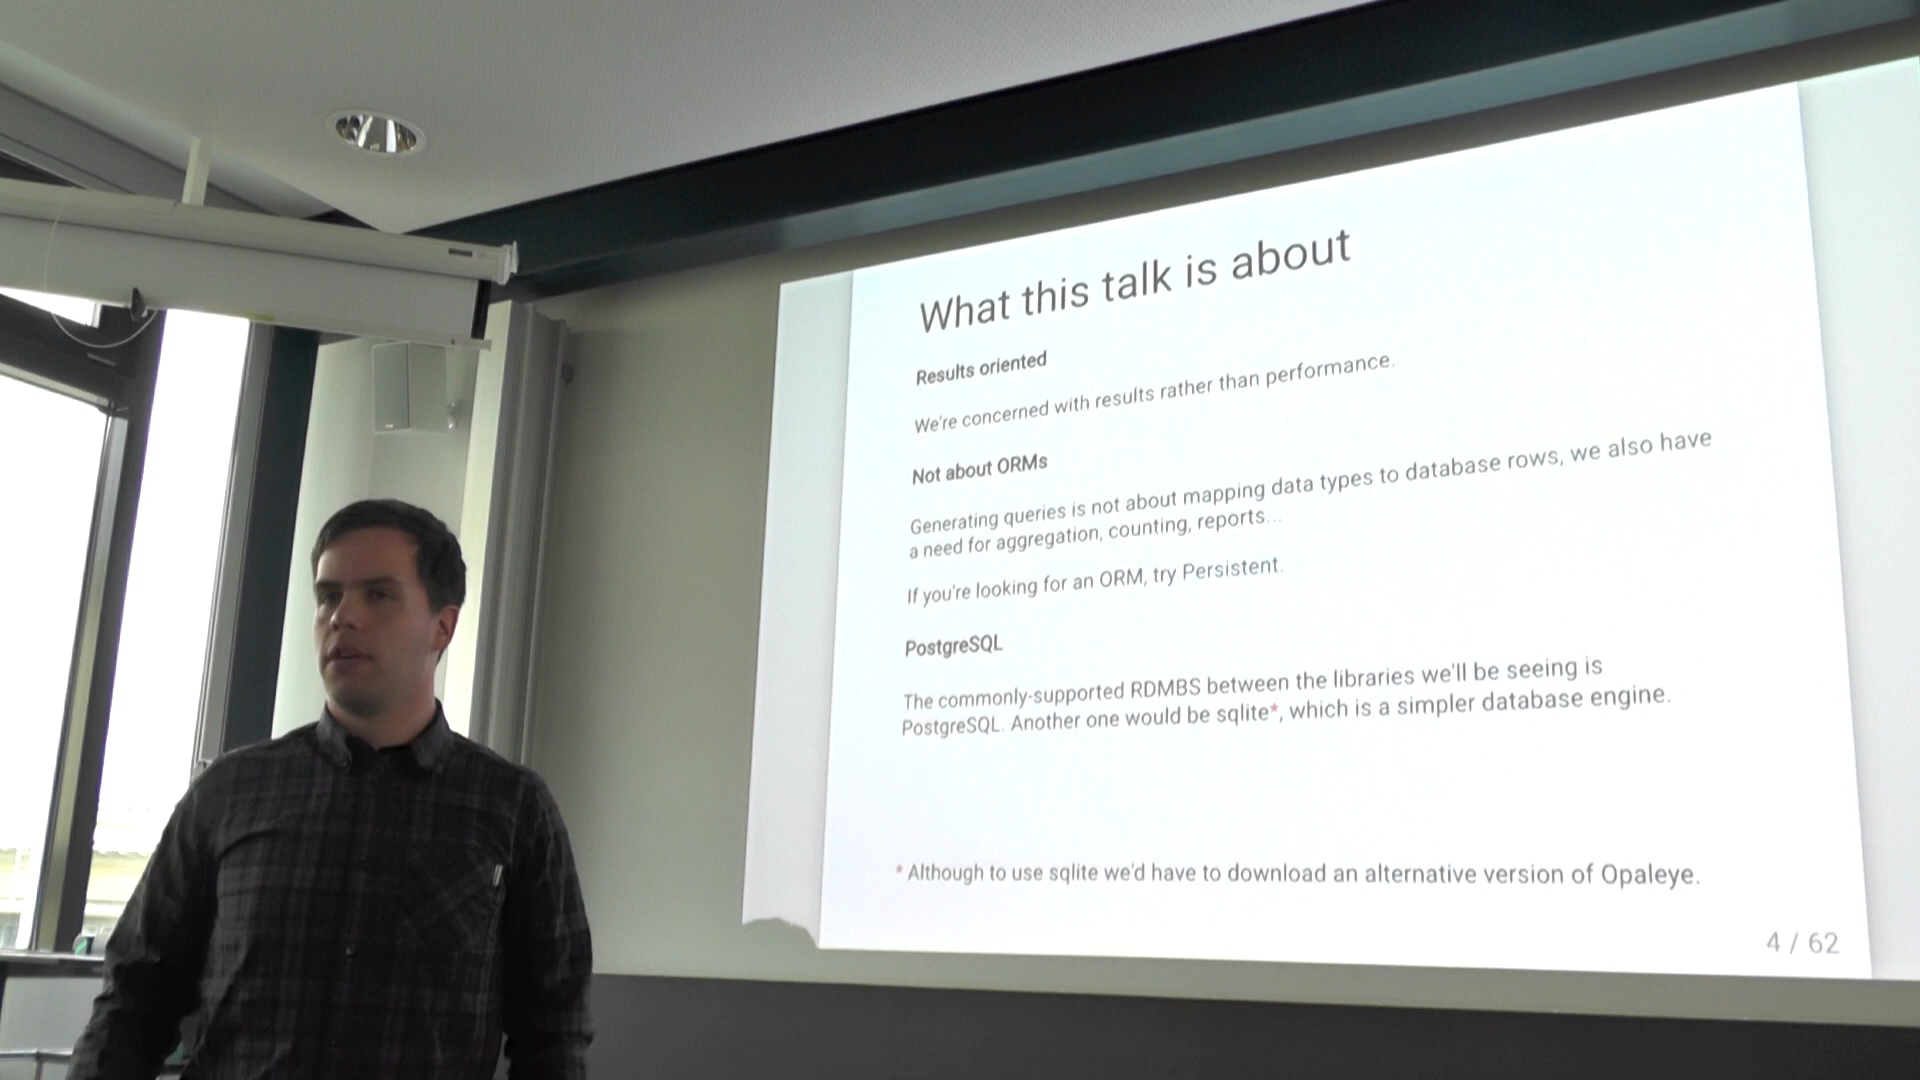 What this talk is about
Results oriented
We're concerned with results rather than performance.
Not about ORMs
Generating queries is not about mapping data types to database rows, we also have
a need for aggregation, counting, reports...
If you're looking for an ORM, try Persistent.
PostgreSQL
The commonly-supported RDMBS between the libraries we'll be seeing is
PostgreSQL. Another one would be sqlite*, which is a simpler database engine.
* Although to use sqlite we'd have to download an alternative version of Opaleye.
4 / 62